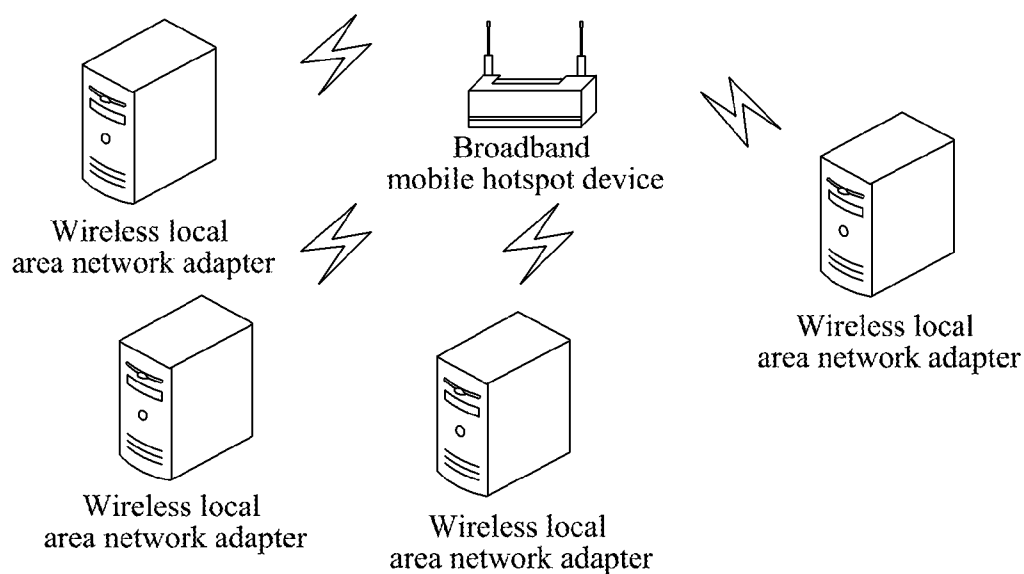 Broadband
mobile hotspot device
Wireless local
area network adapter
Wireless local
area network adapter
Wireless local
area network adapter
Wireless local
area network adapter